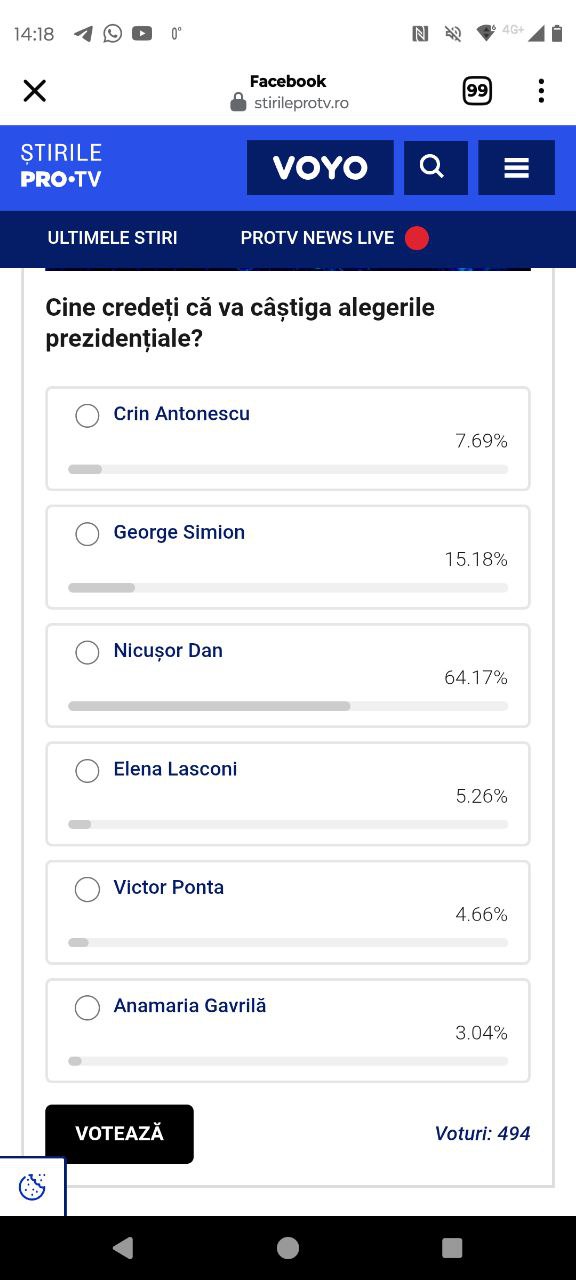 14:18
0°
4G+
Facebook
stirileprotv.ro
99
ȘTIRILE
PRO•TV
VOYO
ULTIMELE STIRI
PROTV NEWS LIVE
Cine credeți că va câștiga alegerile
prezidențiale?
Crin Antonescu
7.69%
George Simion
15.18%
Nicușor Dan
64.17%
Elena Lasconi
5.26%
Victor Ponta
4.66%
Anamaria Gavrilă
3.04%
VOTEAZĂ
Voturi: 494